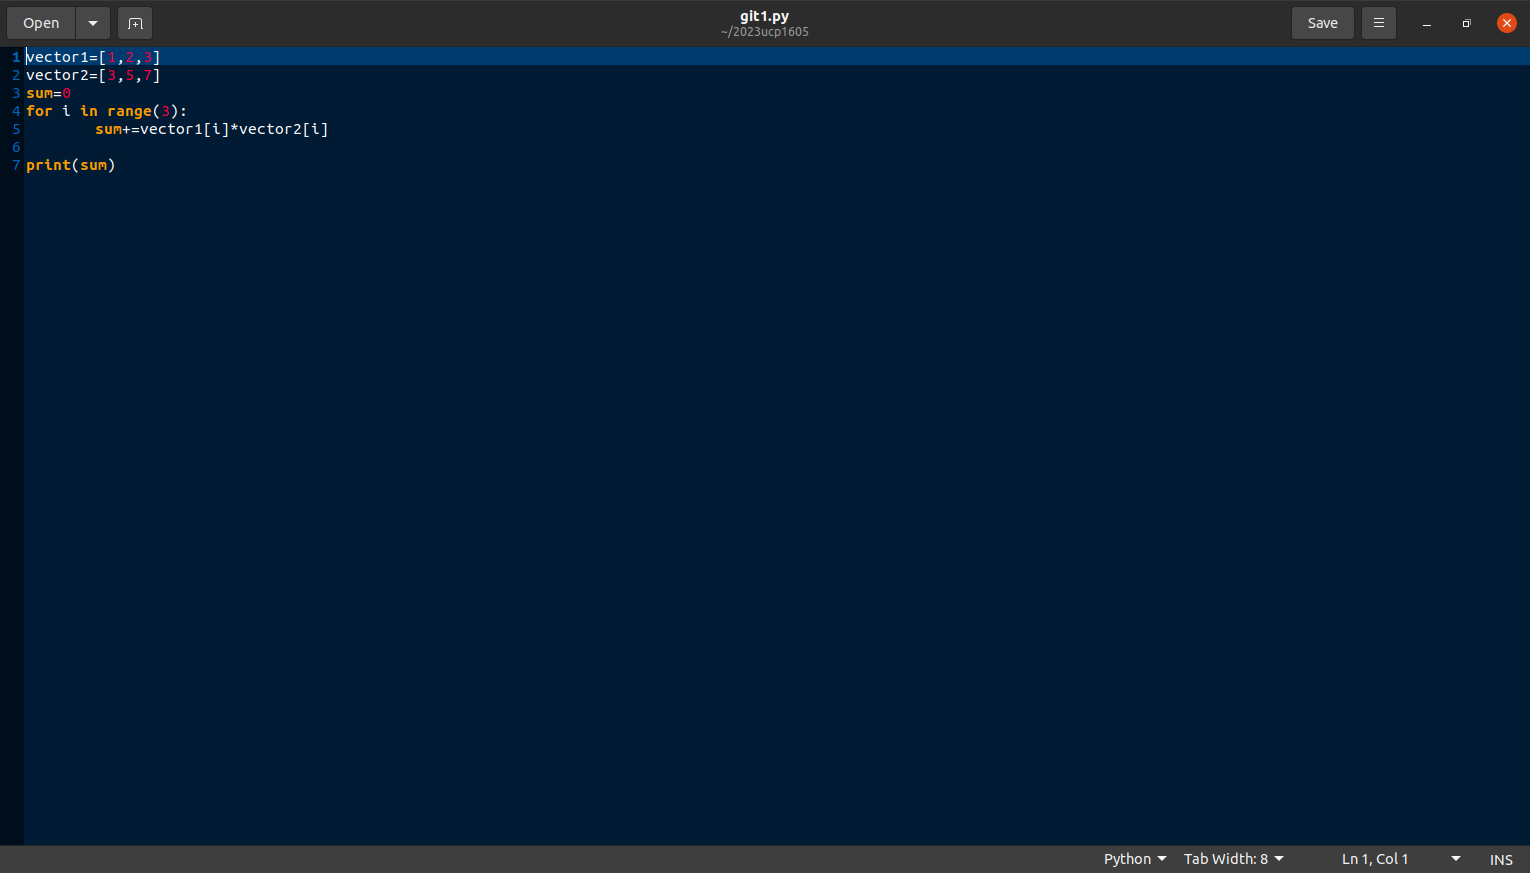 Open
git1.py
~/2023ucp1605
Save
1 vector1=[1,2,3]
2 vector2=[3,5,7]
3 sum=0
4 for i in range(3):
5         sum+=vector1[i]*vector2[i]
6
7 print(sum)
Python Tab Width: 8 Ln 1, Col 1 INS